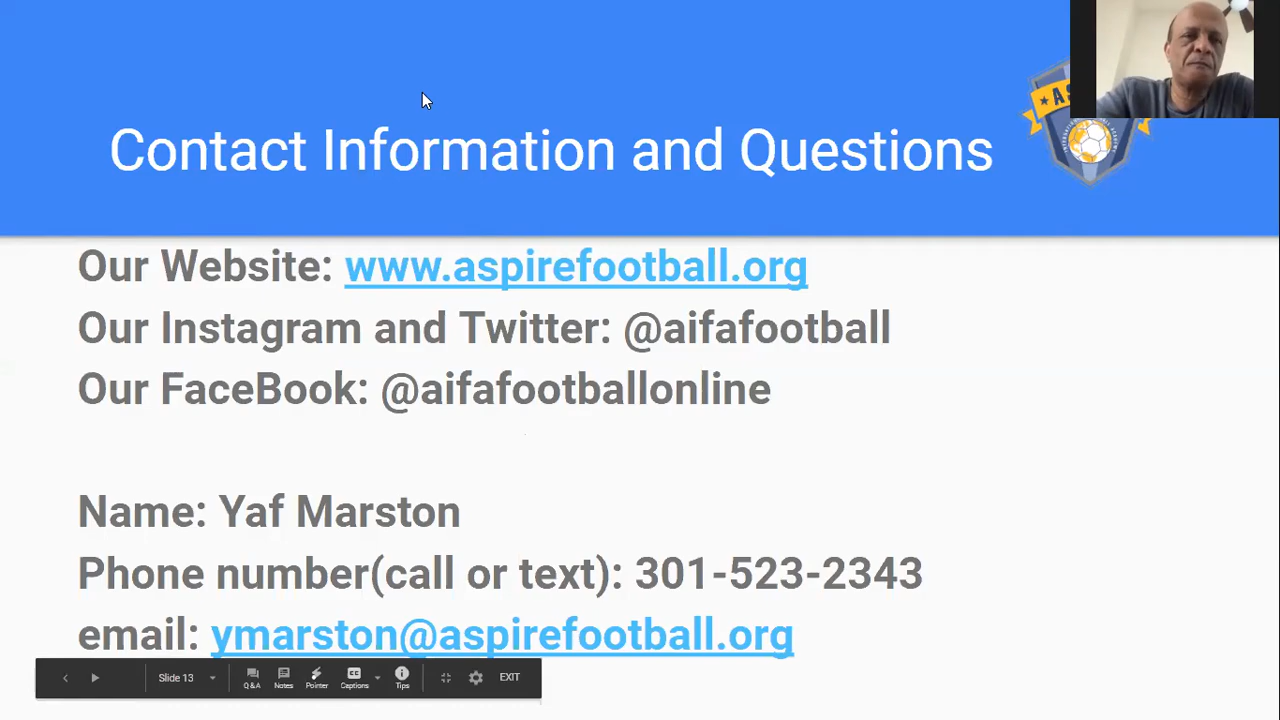 Contact Information and Questions
Our Website: www.aspirefootball.org
Our Instagram and Twitter: @aifafootball
Our FaceBook: @aifafootballonline
Name: Yaf Marston
Phone number(call or text): 301-523-2343
email: ymarston@aspirefootball.org
Slide 13
Q&A Notes Pointer Captions Tips EXIT